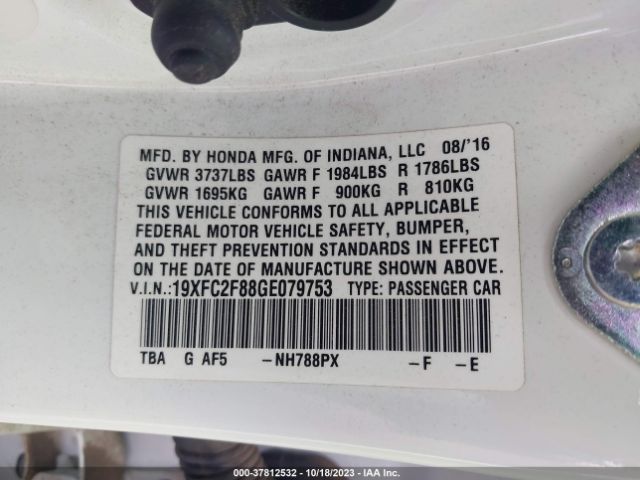 MFD. BY HONDA MFG. OF INDIANA, LLC 08/'16
GVWR 3737LBS GAWR F 1984LBS R 1786LBS
GVWR 1695KG GAWR F 900KG R 810KG
THIS VEHICLE CONFORMS TO ALL APPLICABLE
FEDERAL MOTOR VEHICLE SAFETY, BUMPER,
AND THEFT PREVENTION STANDARDS IN EFFECT
ON THE DATE OF MANUFACTURE SHOWN ABOVE.
V.I.N.:19XFC2F88GE079753 TYPE: PASSENGER CAR
TBA G AF5 -NH788PX -F -E
000-37812532 - 10/18/2023 - IAA Inc.